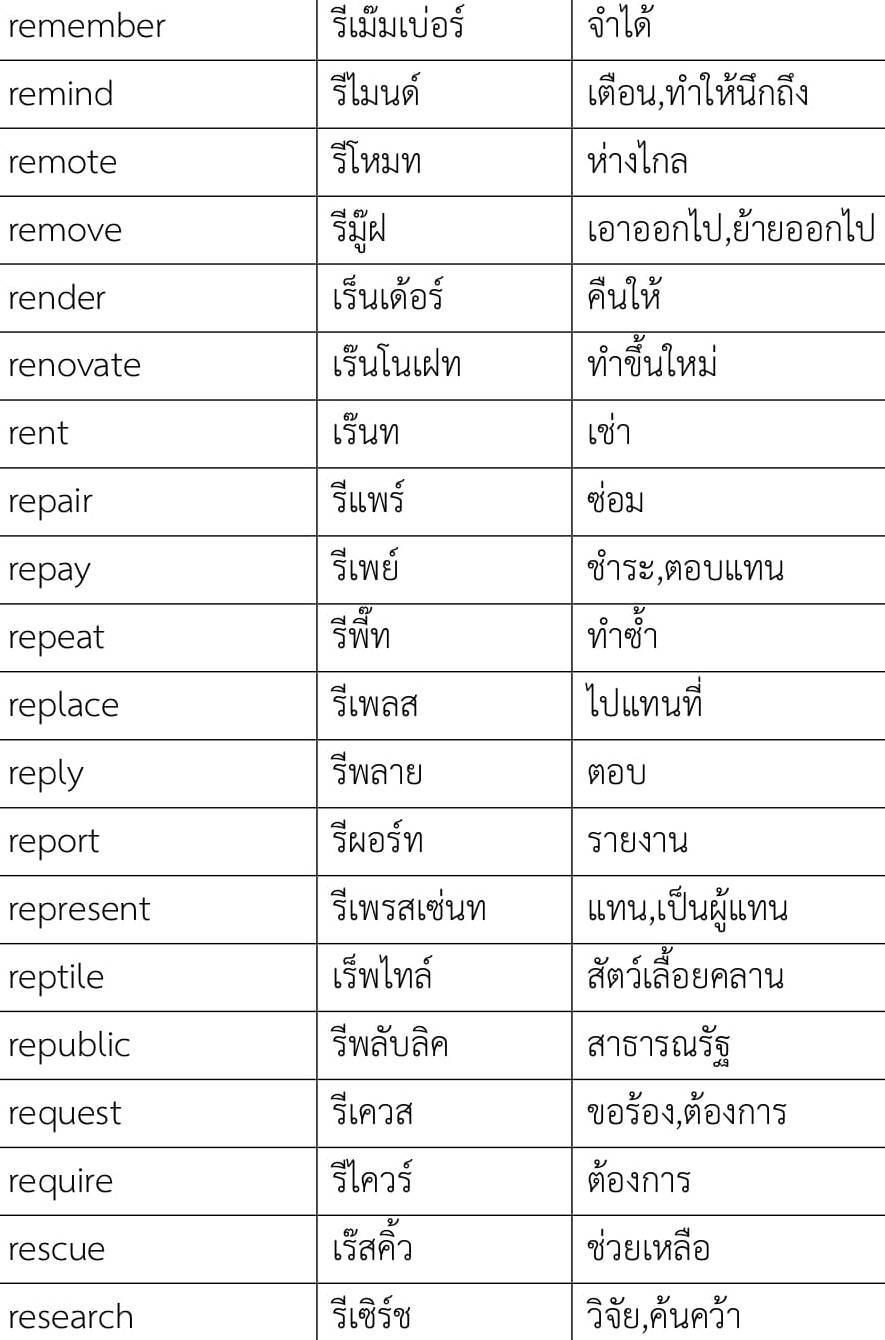 remember รีเม๊มเบ่อร์ จำได้
remind รีไมนด์ เตือน,ทำให้นึกถึง
remote รีโหมท ห่างไกล
remove รีมู๊ฝ เอาออกไป,ย้ายออกไป
render เร็นเด้อร์ คืนให้
renovate เร๊นโนเฝท ทำขึ้นใหม่
rent เร๊นท เช่า
repair รีแพร์ ซ่อม
repay รีเพย์ ชำระ,ตอบแทน
repeat รีพี๊ท ทำซ้ำ
replace รีเพลส ไปแทนที่
reply รีพลาย ตอบ
report รีผอร์ท รายงาน
represent รีเพรสเซ่นท แทน,เป็นผู้แทน
reptile เร็พไทล์ สัตว์เลื้อยคลาน
republic รีพลับลิค สาธารณรัฐ
request รีเควส ขอร้อง,ต้องการ
require รีไควร์ ต้องการ
rescue เร๊สคิ้ว ช่วยเหลือ
research รีเซิร์ช วิจัย,ค้นคว้า